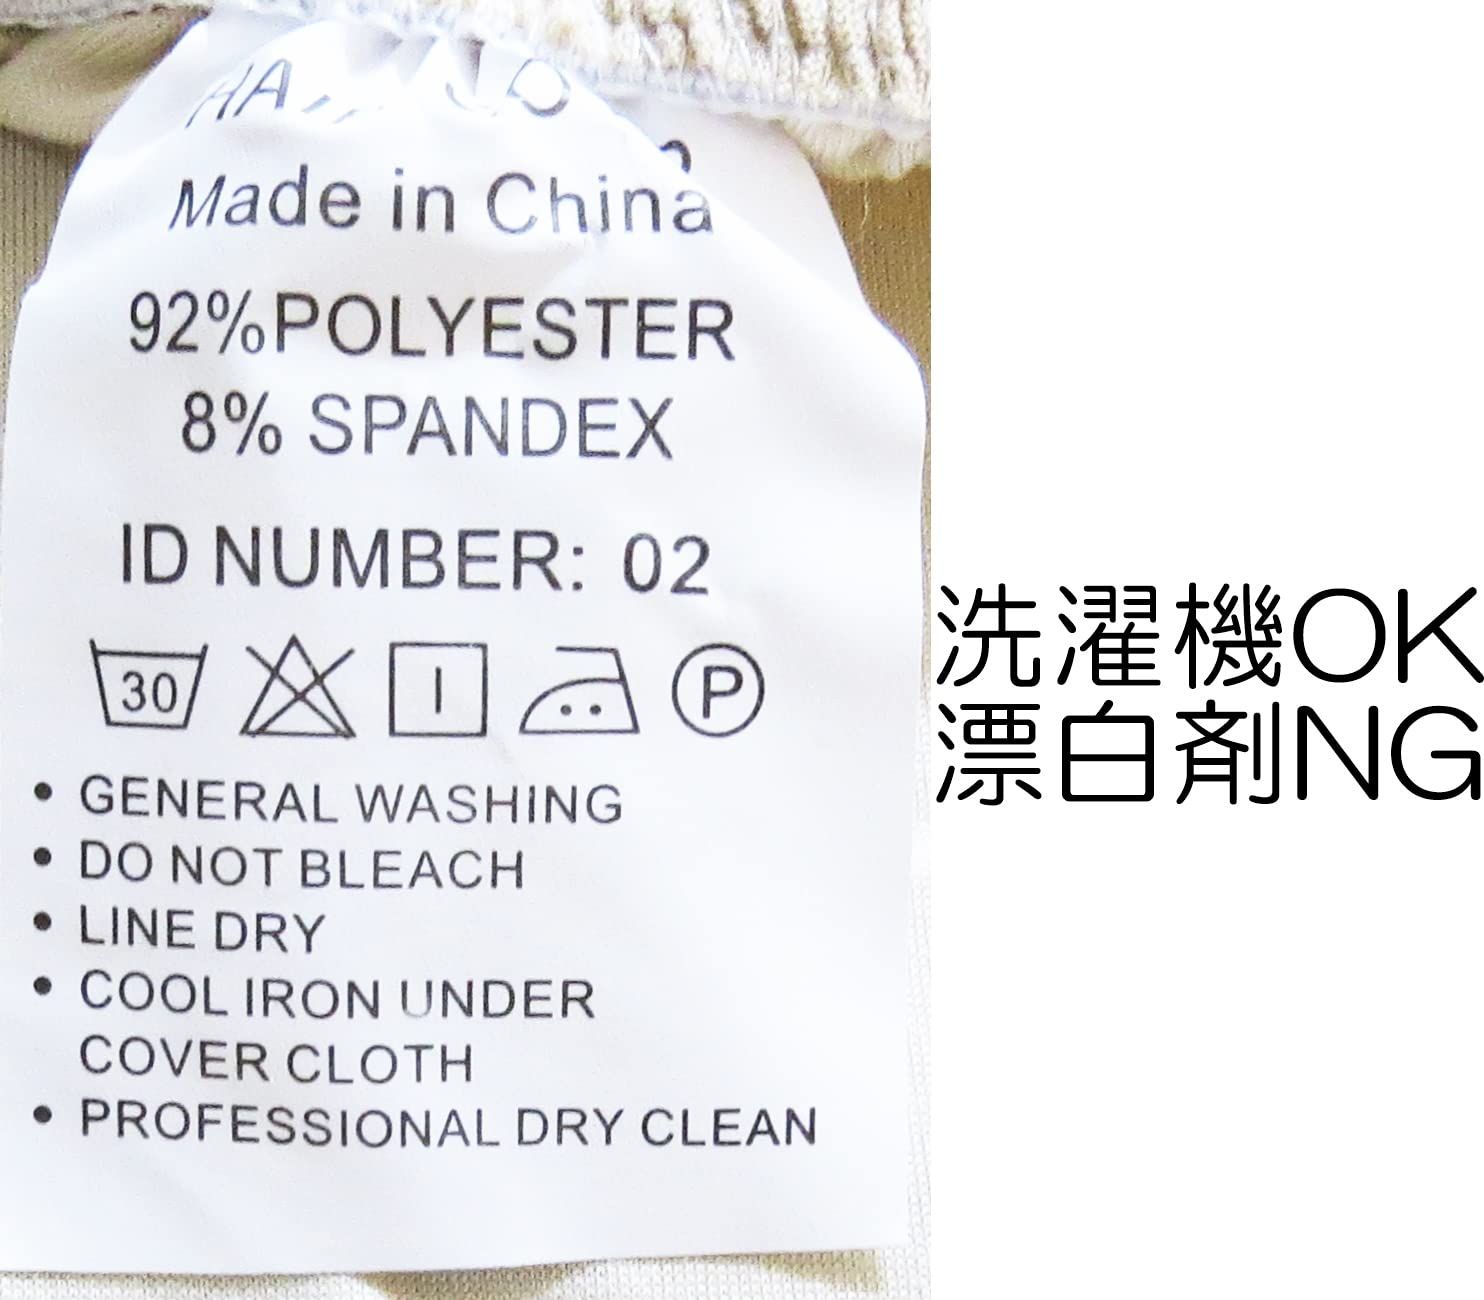 Made in China
92%POLYESTER
8% SPANDEX
ID NUMBER: 02
30
P
• GENERAL WASHING
• DO NOT BLEACH
• LINE DRY
• COOL IRON UNDER
COVER CLOTH
• PROFESSIONAL DRY CLEAN
洗濯機OK
漂白剤NG